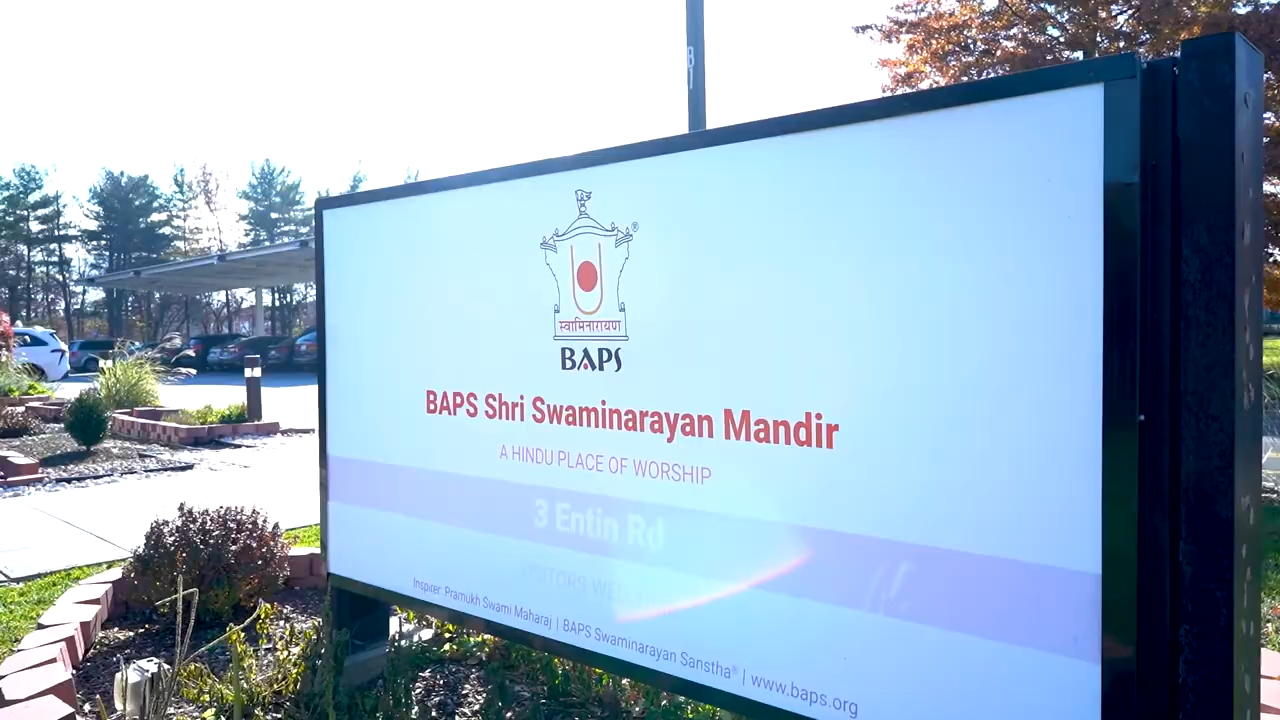 ®
स्वामिनारायण
BAPS
BAPS Shri Swaminarayan Mandir
A HINDU PLACE OF WORSHIP
3 Entin Rd
VISITORS
Inspirer: Pramukh Swami Maharaj | BAPS Swaminarayan Sanstha® | www.baps.org